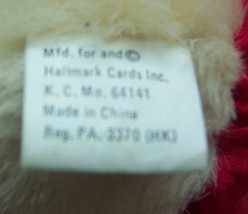 Mfd. for and ©
Hallmark Cards Inc.
K. C. Mo. 64141
Made in China
Reg. PA. 3370 (HK)